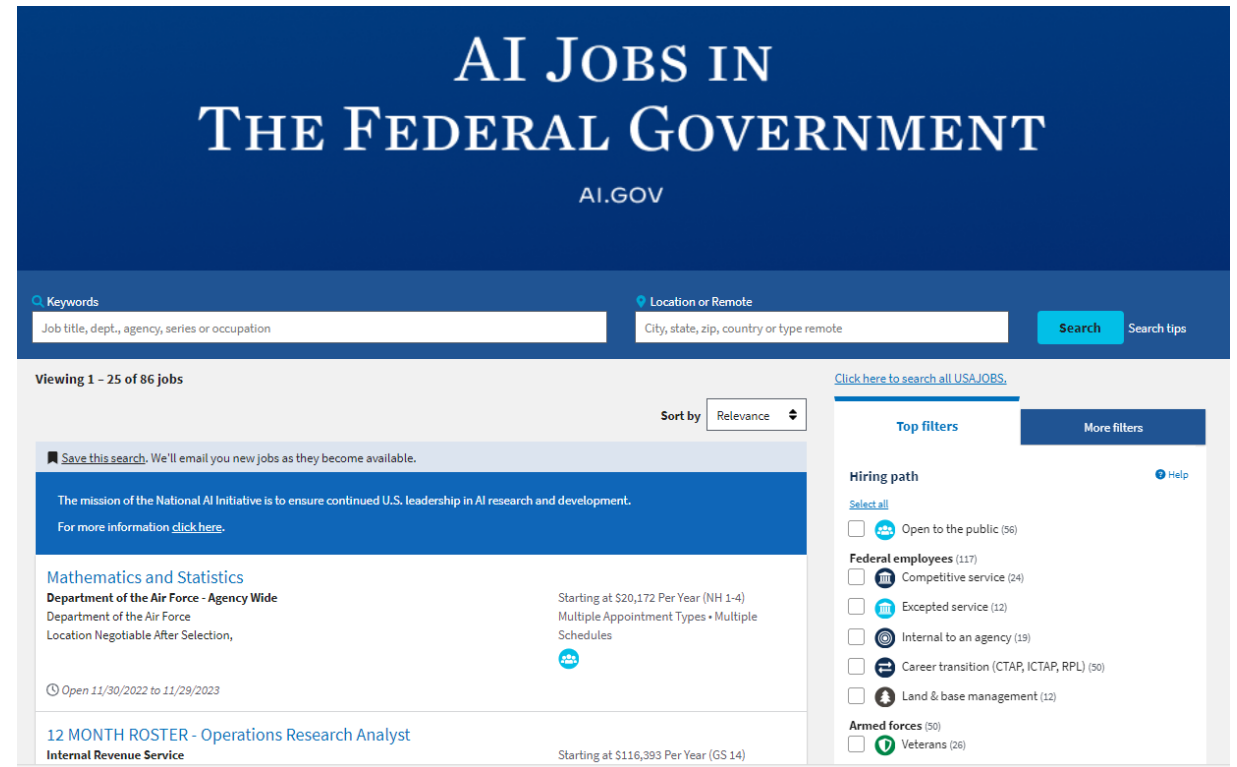 AI JOBS IN
THE FEDERAL GOVERNMENT
AI.GOV
Keywords
Location or Remote
Job title, dept., agency, series or occupation
City, state, zip, country or type remote
Search
Search tips
Viewing 1 – 25 of 86 jobs
Sort by Relevance
Save this search. We'll email you new jobs as they become available.
The mission of the National AI Initiative is to ensure continued U.S. leadership in AI research and development.
For more information click here.
Mathematics and Statistics
Department of the Air Force - Agency Wide
Department of the Air Force
Location Negotiable After Selection,
Starting at $20,172 Per Year (NH 1-4)
Multiple Appointment Types • Multiple
Schedules
Open 11/30/2022 to 11/29/2023
12 MONTH ROSTER - Operations Research Analyst
Internal Revenue Service
Starting at $116,393 Per Year (GS 14)
Click here to search all USAJOBS.
Top filters
More filters
Hiring path
Help
Select all
Open to the public (56)
Federal employees (117)
Competitive service (24)
Excepted service (12)
Internal to an agency (19)
Career transition (CTAP, ICTAP, RPL) (50)
Land & base management (12)
Armed forces (50)
Veterans (26)